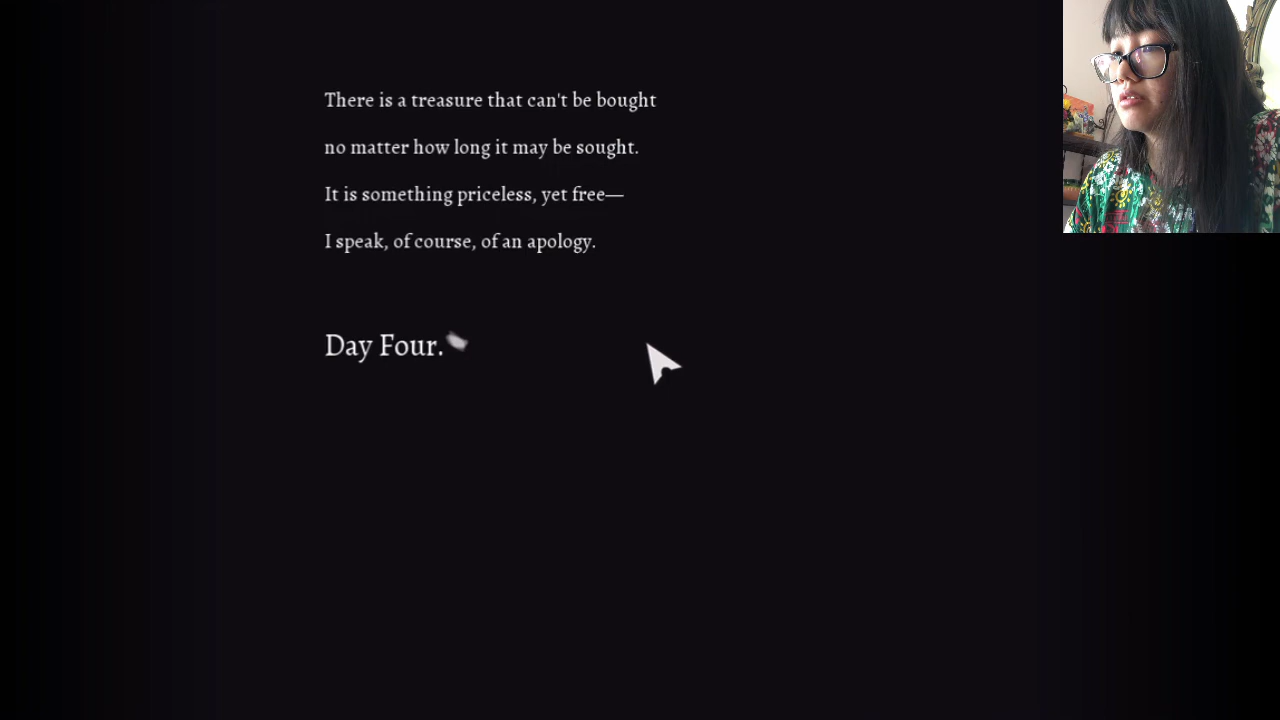 There is a treasure that can't be bought
no matter how long it may be sought.
It is something priceless, yet free—
I speak, of course, of an apology.
Day Four.